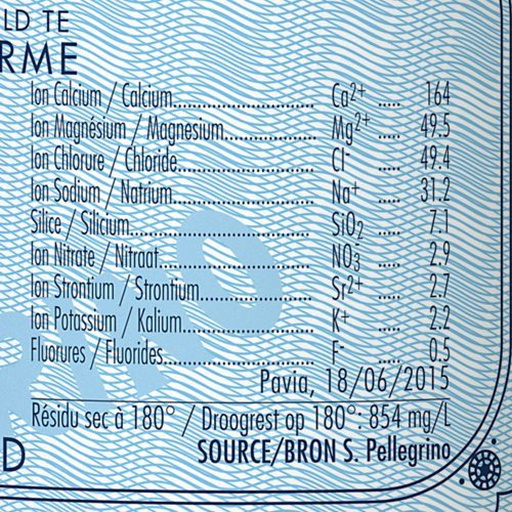 LD TE
RME
Ion Calcium / Calcium.................................... Ca²⁺ ..... 164
Ion Magnésium / Magnesium....................... Mg²⁺ ..... 49.5
Ion Chlorure / Chloride................................... Cl⁻ ..... 49.4
Ion Sodium / Natrium.................................... Na⁺ ..... 31.2
Silice / Silicium............................................... SiO₂ ..... 7.1
Ion Nitrate / Nitraat....................................... NO₃⁻ ..... 2.9
Ion Strontium / Strontium............................. Sr²⁺ ..... 2.7
Ion Potassium / Kalium................................. K⁺ ..... 2.2
Fluorures / Fluorides...................................... F⁻ ..... 0.5
Pavia, 18/06/2015
Résidu sec à 180° / Droogrest op 180°: 854 mg/L
SOURCE/BRON S. Pellegrino
D